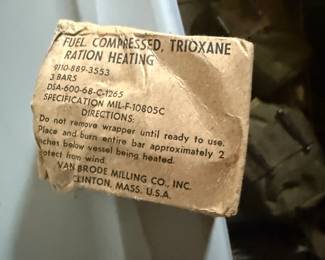 FUEL, COMPRESSED, TRIOXANE
RATION HEATING
9110-889-3553
3 BARS
DSA-600-68-C-1265
SPECIFICATION MIL-F-10805C
DIRECTIONS:
Do not remove wrapper until ready to use.
Place and burn entire bar approximately 2
inches below vessel being heated.
Protect from wind.
VAN BRODE MILLING CO., INC.
CLINTON, MASS. U.S.A.